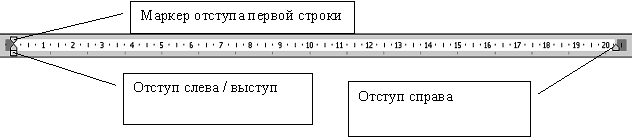 Маркер отступа первой строки
1 2 3 4 5 6 7 8 9 10 11 12 13 14 15 16 17 18 19 20
Отступ слева / выступ
Отступ справа